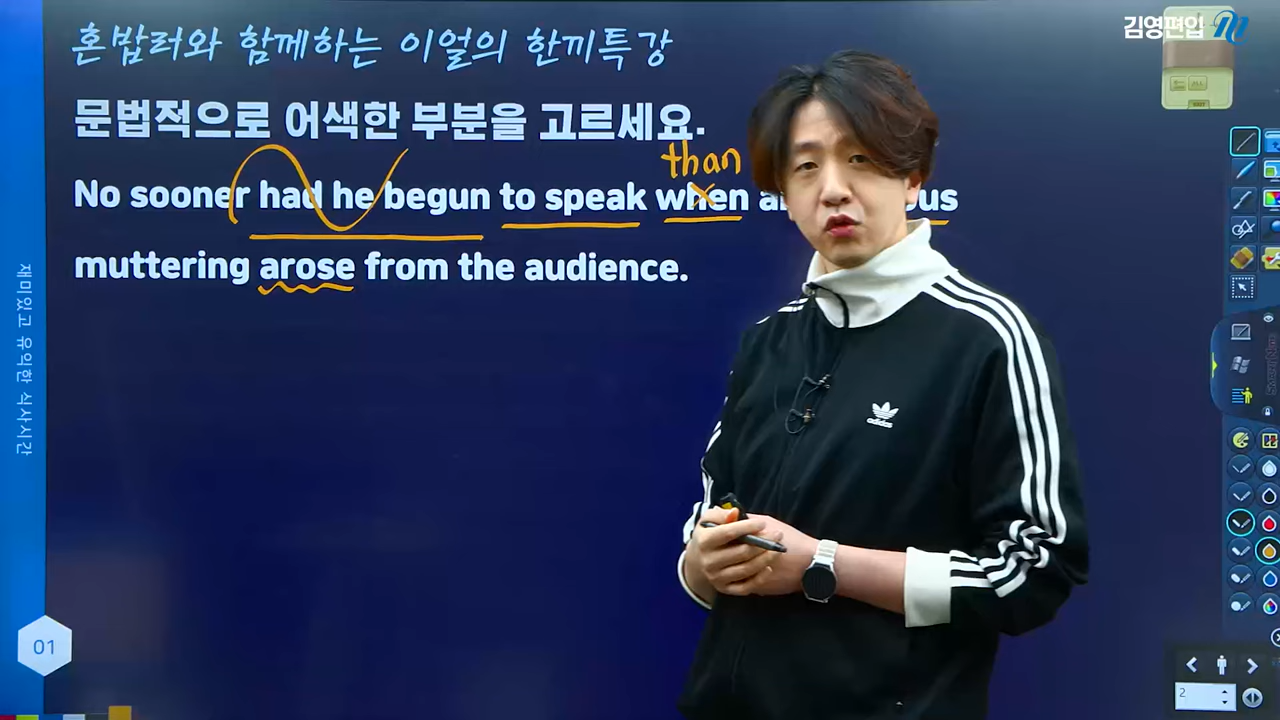 김영편입
혼밥러와 함께하는 이얼의 한끼특강
문법적으로 어색한 부분을 고르세요.
than
No sooner had he begun to speak when
muttering arose from the audience.
adidas
재미있고 유익한 식사시간
01
2